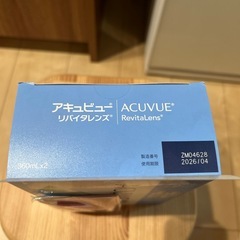 アキュビュー® ACUVUE®
リバイタレンズ® RevitaLens®
360mL×2
製造番号 ZM04628
使用期限 2026/04